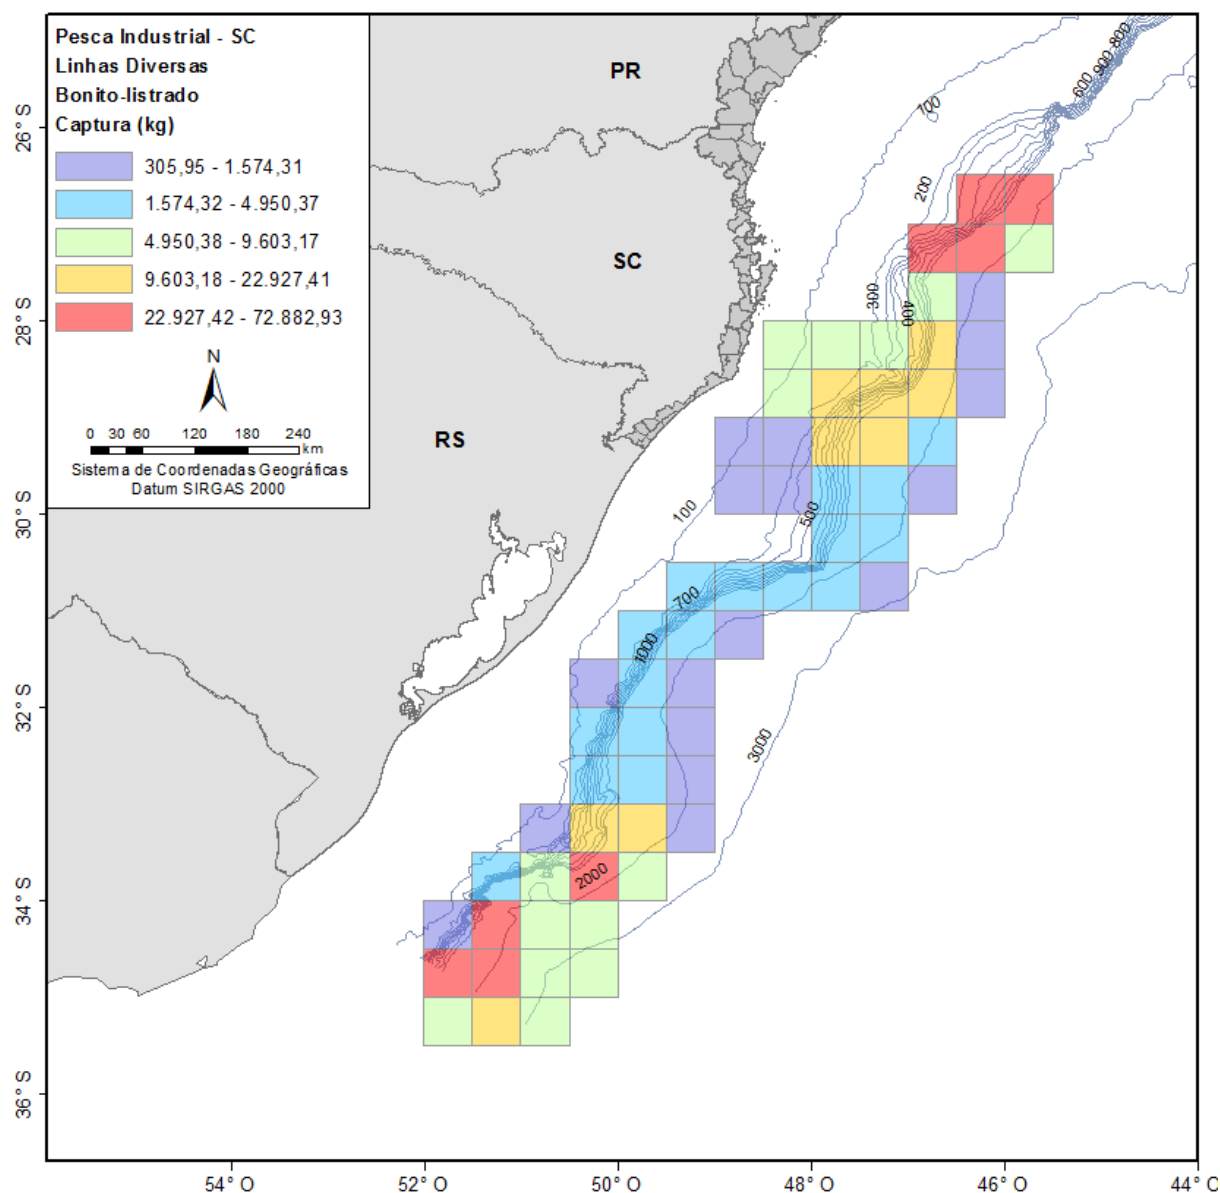 Pesca Industrial - SC
Linhas Diversas
Bonito-listrado
Captura (kg)
305,95 - 1.574,31
1.574,32 - 4.950,37
4.950,38 - 9.603,17
9.603,18 - 22.927,41
22.927,42 - 72.882,93
N
0 30 60 120 180 240
km
Sistema de Coordenadas Geográficas
Datum SIRGAS 2000
PR
SC
RS
700
600
900
800
200
300
400
100
500
700
1000
3000
2000
26° S
28° S
30° S
32° S
34° S
36° S
54° O
52° O
50° O
48° O
46° O
44° O